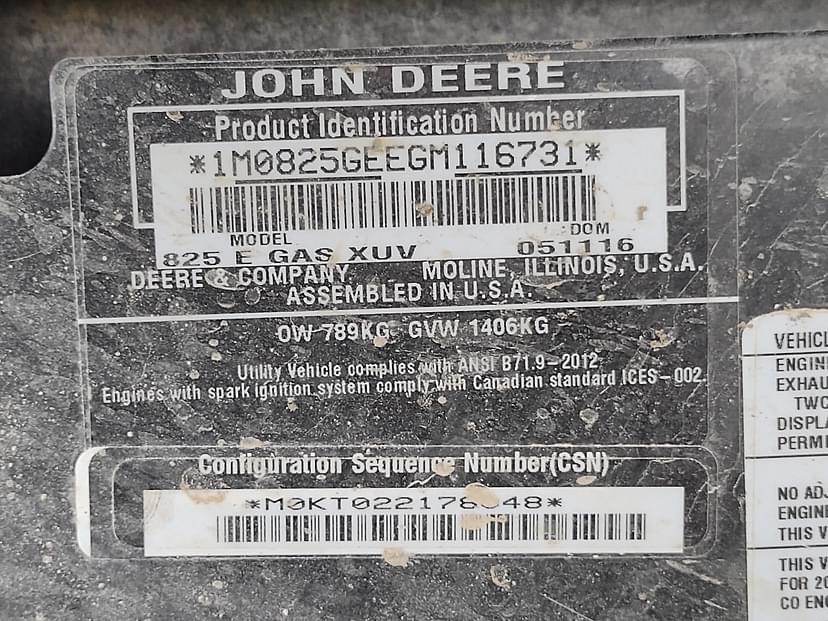 JOHN DEERE
Product Identification Number
*1M0825GEEGM116731*
MODEL DOM
825 E GAS XUV 051116
DEERE & COMPANY, MOLINE, ILLINOIS, U.S.A.
ASSEMBLED IN U.S.A.
OW 789KG GVW 1406KG
Utility Vehicle complies with ANSI B71.9-2012
Engines with spark ignition system comply with Canadian standard ICES-002.
Configuration Sequence Number(CSN)
VEHICL
ENGINE
EXHAU
TWC
DISPLA
PERMI
NO ADJ
ENGINE
THIS V
THIS V
FOR 20
CO ENG